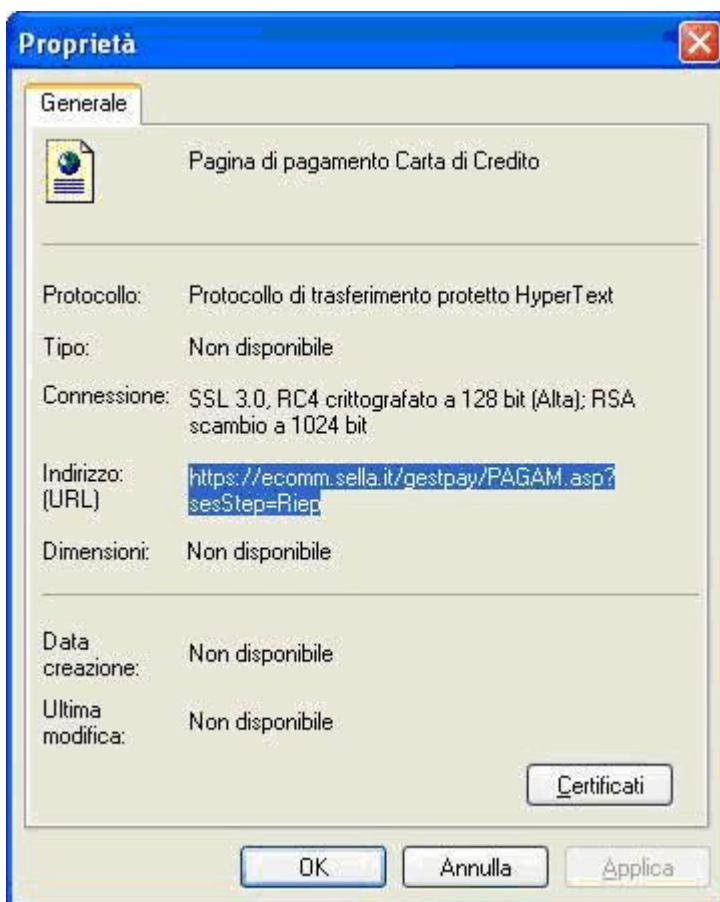 Proprietà
Generale
Pagina di pagamento Carta di Credito
Protocollo: Protocollo di trasferimento protetto HyperText
Tipo: Non disponibile
Connessione: SSL 3.0, RC4 crittografato a 128 bit (Alta); RSA
scambio a 1024 bit
Indirizzo: https://ecomm.sella.it/gestpay/PAGAM.asp?
(URL) sesStep=Riep
Dimensioni: Non disponibile
Data
creazione: Non disponibile
Ultima
modifica: Non disponibile
Certificati
OK Annulla Applica